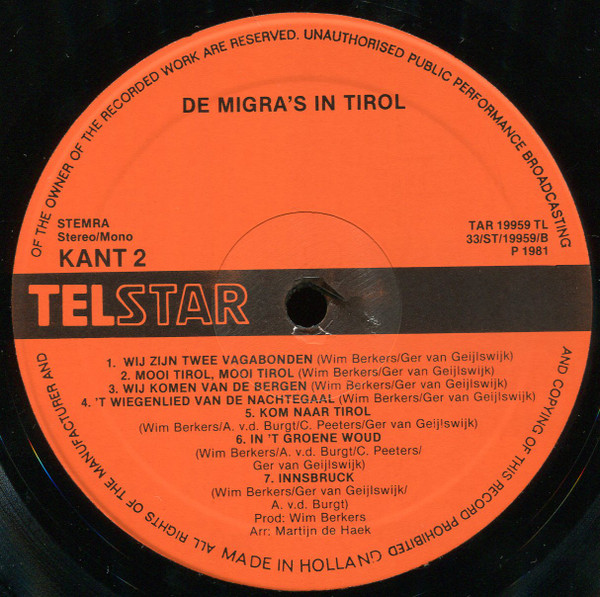 ALL RIGHTS OF THE MANUFACTURER AND OF THE OWNER OF THE RECORDED WORK ARE RESERVED. UNAUTHORISED PUBLIC PERFORMANCE BROADCASTING AND COPYING OF THIS RECORD PROHIBITED
DE MIGRA'S IN TIROL
STEMRA
Stereo/Mono
KANT 2
TAR 19959 TL
33/ST/19959/B
P 1981
TELSTAR
1. WIJ ZIJN TWEE VAGABONDEN (Wim Berkers/Ger van Geijlswijk)
2. MOOI TIROL, MOOI TIROL (Wim Berkers/Ger van Geijlswijk)
3. WIJ KOMEN VAN DE BERGEN (Wim Berkers/Ger van Geijlswijk)
4. 'T WIEGENLIED VAN DE NACHTEGAAL (Wim Berkers/Ger van Geijlswijk)
5. KOM NAAR TIROL
(Wim Berkers/A. v.d. Burgt/C. Peeters/Ger van Geijlswijk)
6. IN 'T GROENE WOUD
(Wim Berkers/A. v.d. Burgt/C. Peeters/
Ger van Geijlswijk)
7. INNSBRUCK
(Wim Berkers/Ger van Geijlswijk/
A. v.d. Burgt)
Prod: Wim Berkers
Arr: Martijn de Haek
MADE IN HOLLAND